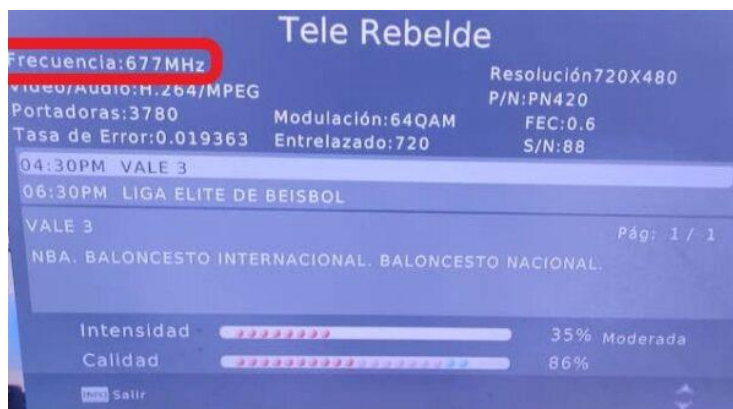 Tele Rebelde
Frecuencia:677MHz
Resolución720X480
Video/Audio:H.264/MPEG
P/N:PN420
Portadoras:3780
Modulación:64QAM
FEC:0.6
Tasa de Error:0.019363
Entrelazado:720
S/N:88
04:30PM VALE 3
06:30PM LIGA ELITE DE BEISBOL
VALE 3
Pág: 1 / 1
NBA. BALONCESTO INTERNACIONAL. BALONCESTO NACIONAL.
Intensidad 35% Moderada
Calidad 86%
INFO Salir